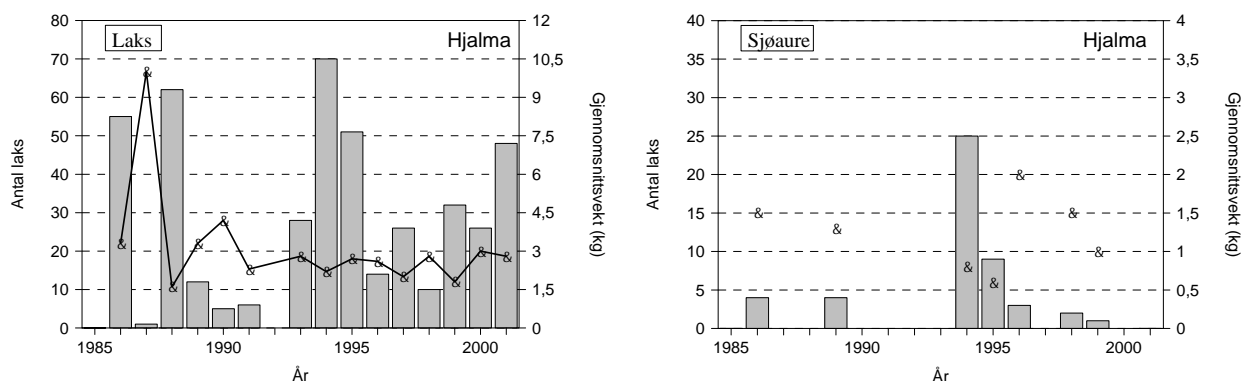 Laks
Hjalma
Antal laks
80
70
60
50
40
30
20
10
0
12
10,5
9
7,5
6
4,5
3
1,5
0
Gjennomsnittsvekt (kg)
1985 1990 1995 2000
År
& & & & & & & & & & & & & & &
Sjøaure
Hjalma
Antal laks
40
35
30
25
20
15
10
5
0
4
3,5
3
2,5
2
1,5
1
0,5
0
Gjennomsnittsvekt (kg)
1985 1990 1995 2000
År
& & & & & & &